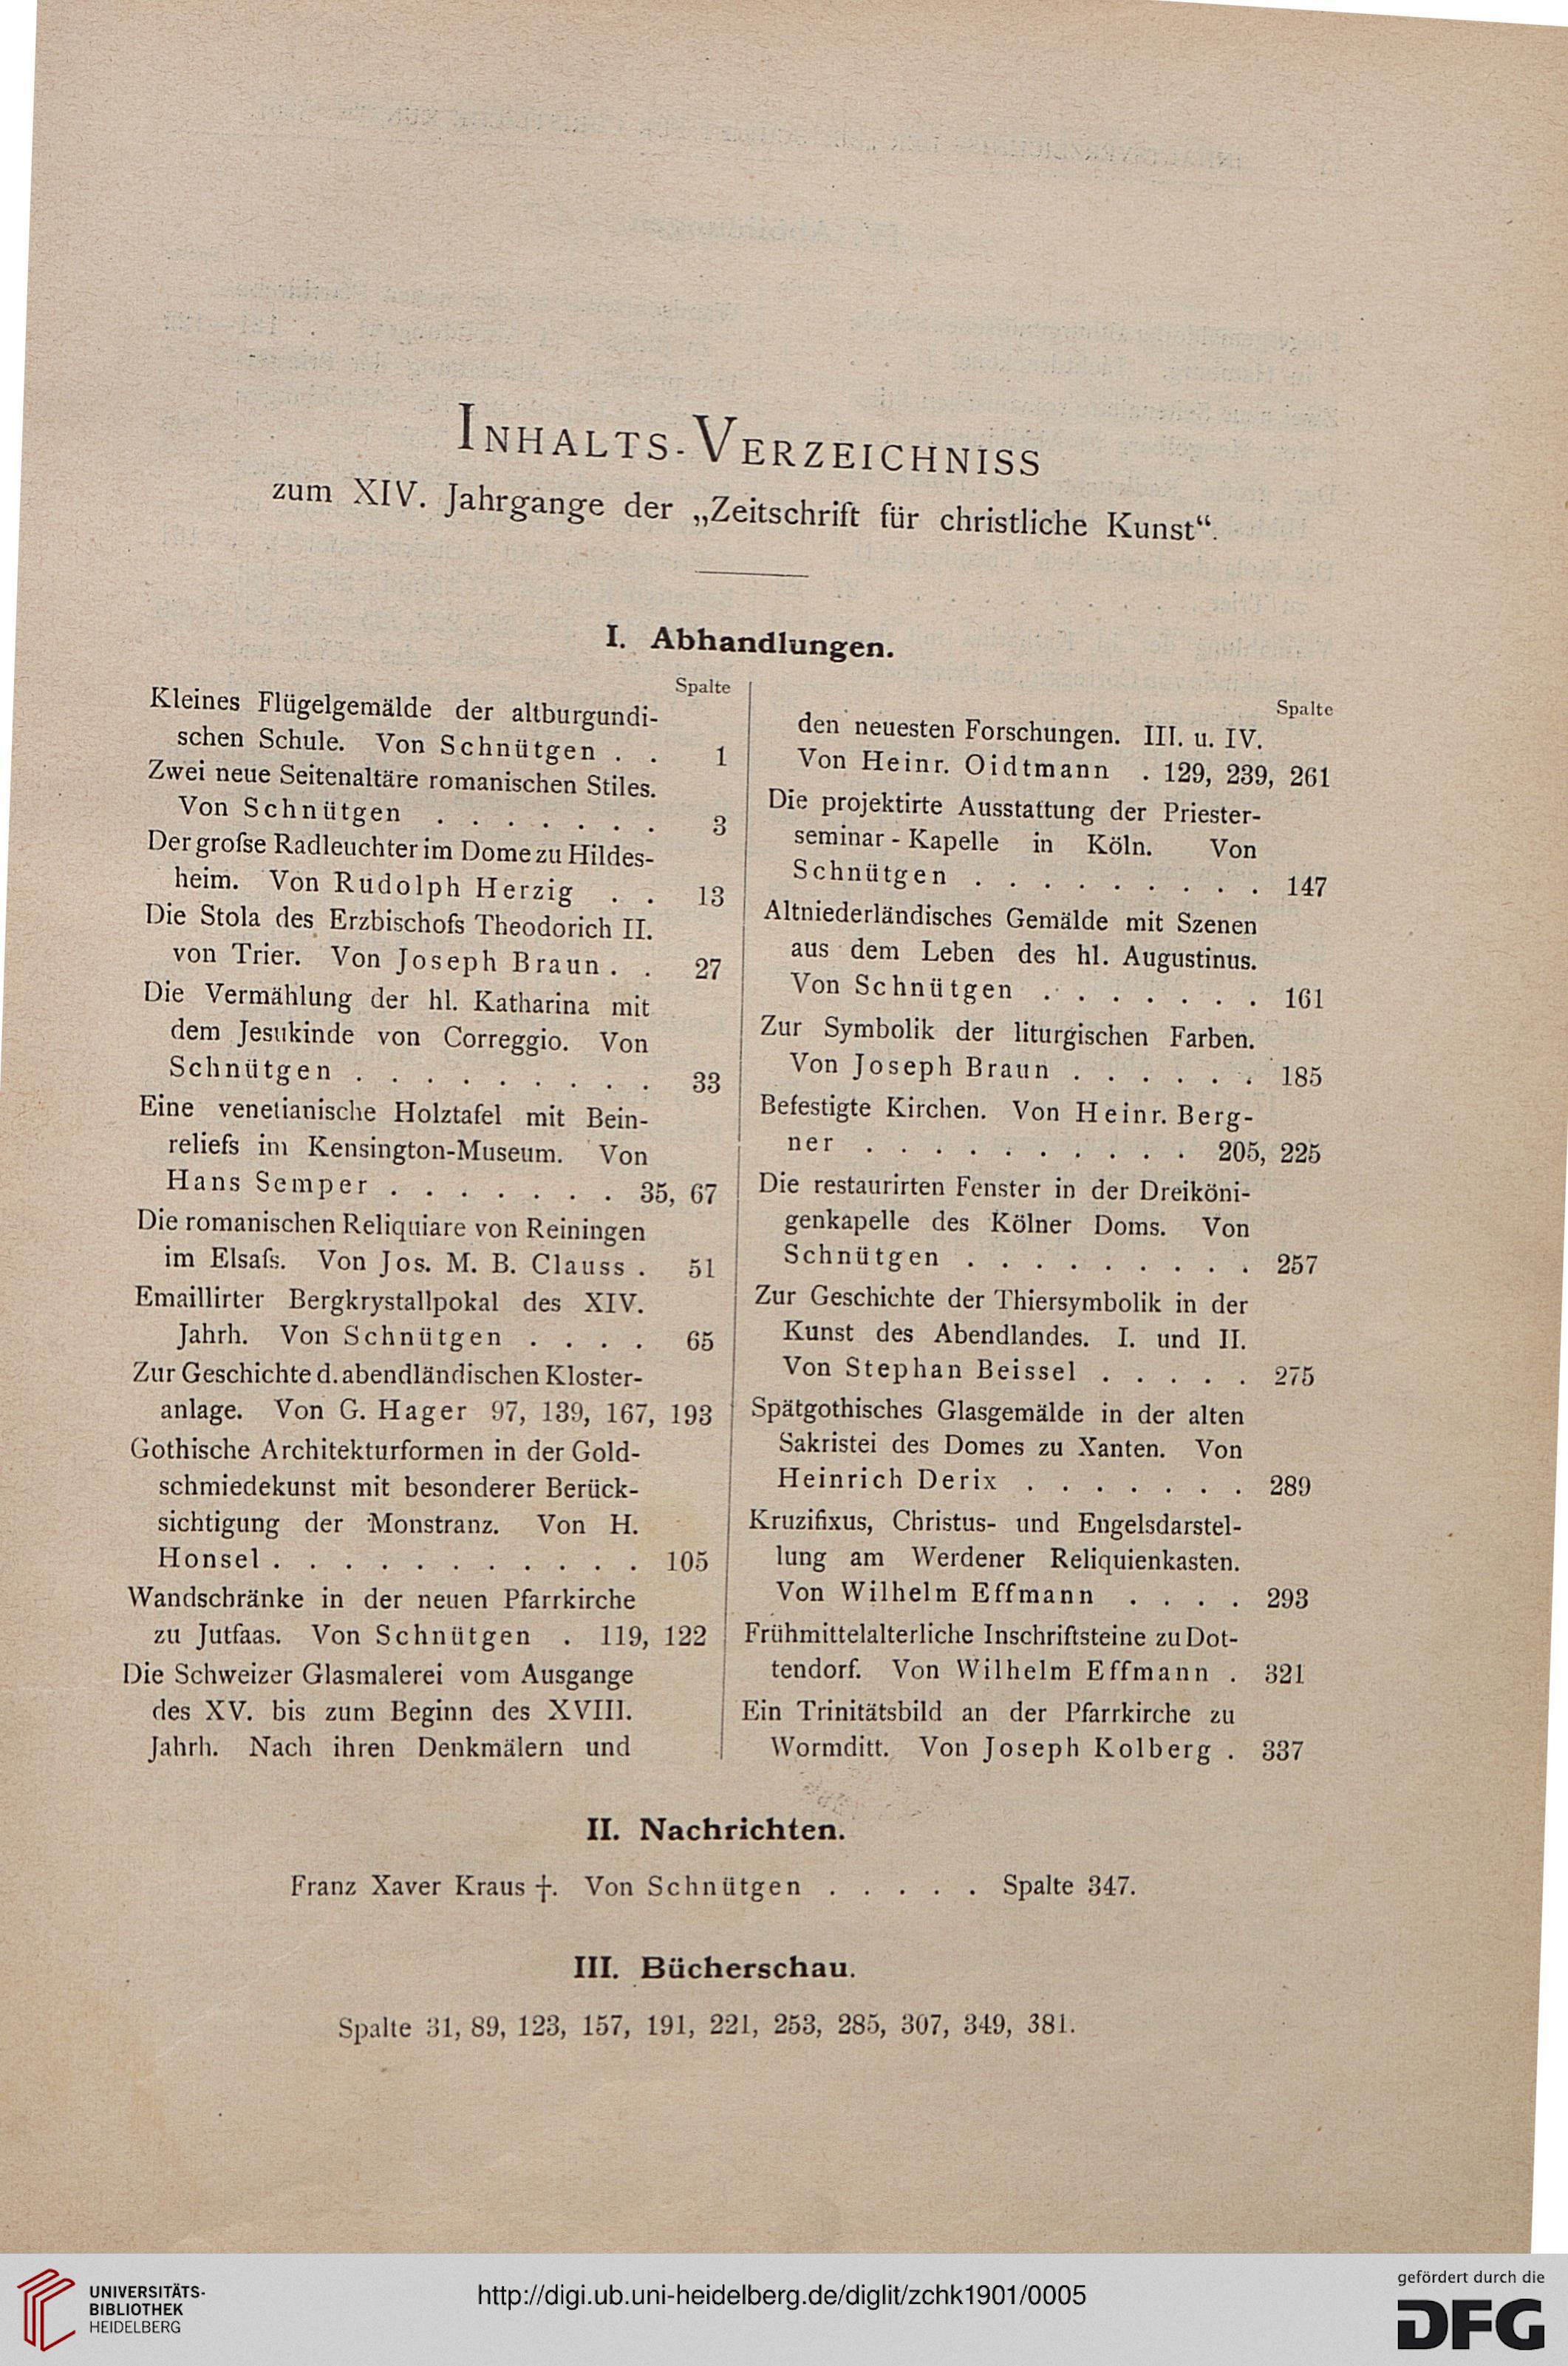 Inhalts-Verzeichniss
zum XIV. Jahrgange der „Zeitschrift für christliche Kunst“.
I. Abhandlungen.
Spalte
Kleines Flügelgemälde der altburgundi-
schen Schule. Von Schnütgen . . 1
Zwei neue Seitenaltäre romanischen Stiles.
Von Schnütgen . . . . . . . 3
Der großse Radleuchter im Dome zu Hildes-
heim. Von Rudolph Herzig . . 13
Die Stola des Erzbischofs Theodorich II.
von Trier. Von Joseph Braun . . 27
Die Vermählung der hl. Katharina mit
dem Jesukinde von Correggio. Von
Schnütgen . . . . . . . . . 33
Eine venetianische Holztafel mit Bein-
reliefs im Kensington-Museum. Von
Hans Semper . . . . . . . 35, 67
Die romanischen Reliquiare von Reiningen
im Elsaſs. Von Jos. M. B. Clauss . 51
Emaillirter Bergkrystallpokal des XIV.
Jahrh. Von Schnütgen . . . . 65
Zur Geschichte d. abendländischen Kloster-
anlage. Von G. Hager 97, 139, 167, 193
Gothische Architekturformen in der Gold-
schmiedekunst mit besonderer Berück-
sichtigung der Monstranz. Von H.
Honsel . . . . . . . . . . . 105
Wandschränke in der neuen Pfarrkirche
zu Jutfaas. Von Schnütgen . 119, 122
Die Schweizer Glasmalerei vom Ausgange
des XV. bis zum Beginn des XVIII.
Jahrh. Nach ihren Denkmälern und
Spalte
den neuesten Forschungen. III. u. IV.
Von Heinr. Oidtmann . 129, 239, 261
Die projektirte Ausstattung der Priester-
seminar-Kapelle in Köln. Von
Schnütgen . . . . . . . . . 147
Altniederländisches Gemälde mit Szenen
aus dem Leben des hl. Augustinus.
Von Schnütgen . . . . . . . 161
Zur Symbolik der liturgischen Farben.
Von Joseph Braun . . . . . . 185
Befestigte Kirchen. Von Heinr. Berg-
ner . . . . . . . . . . 205, 225
Die restaurirten Fenster in der Dreiköni-
genkapelle des Kölner Doms. Von
Schnütgen . . . . . . . . . 257
Zur Geschichte der Thiersymbolik in der
Kunst des Abendlandes. I. und II.
Von Stephan Beissel . . . . . 275
Spätgothisches Glasgemälde in der alten
Sakristei des Domes zu Xanten. Von
Heinrich Derix . . . . . . . 289
Kruzifixus, Christus- und Engelsdarstel-
lung am Werdener Reliquienkasten.
Von Wilhelm Effmann . . . . 293
Frühmittelalterliche Inschriftsteine zu Dot-
tendorf. Von Wilhelm Effmann . 321
Ein Trinitätsbild an der Pfarrkirche zu
Wormditt. Von Joseph Kolberg . 337
II. Nachrichten.
Franz Xaver Kraus †. Von Schnütgen . . . . . Spalte 347.
III. Bücherschau.
Spalte 31, 89, 123, 157, 191, 221, 253, 285, 307, 349, 381.
UNIVERSITÄTS-
BIBLIOTHEK
HEIDELBERG
http://digi.ub.uni-heidelberg.de/diglit/zchk1901/0005
gefördert durch die
DFG